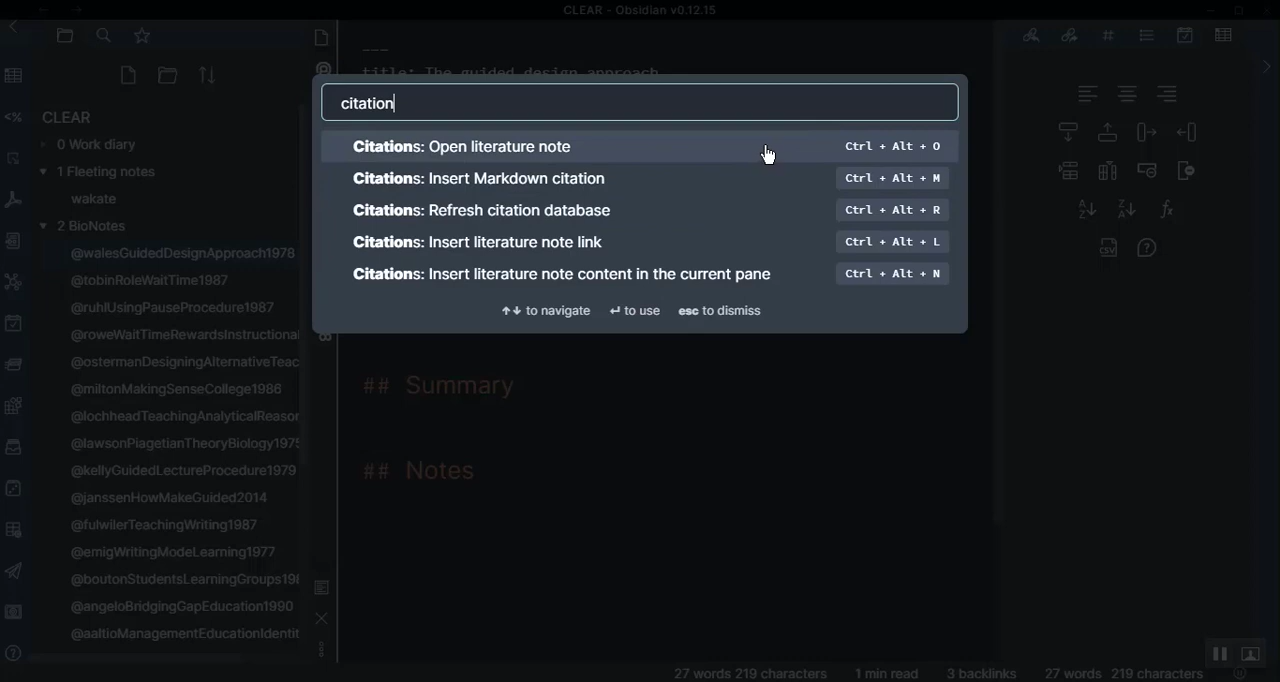 CLEAR - Obsidian v0.12.15
---
title: The guided design approach
citation
Citations: Open literature note Ctrl + Alt + O
Citations: Insert Markdown citation Ctrl + Alt + M
Citations: Refresh citation database Ctrl + Alt + R
Citations: Insert literature note link Ctrl + Alt + L
Citations: Insert literature note content in the current pane Ctrl + Alt + N
↑↓ to navigate ↵ to use esc to dismiss
CLEAR
0 Work diary
1 Fleeting notes
wakate
2 BioNotes
@walesGuidedDesignApproach1978
@tobinRoleWaitTime1987
@ruhlUsingPauseProcedure1987
@roweWaitTimeRewardsInstructional
@ostermanDesigningAlternativeTeac
@miltonMakingSenseCollege1986
@lochheadTeachingAnalyticalReasor
@lawsonPiagetianTheoryBiology1975
@kellyGuidedLectureProcedure1979
@janssenHowMakeGuided2014
@fulwilerTeachingWriting1987
@emigWritingModeLearning1977
@boutonStudentsLearningGroups198
@angeloBridgingGapEducation1990
@aaltioManagementEducationIdentit
## Summary
## Notes
27 words 219 characters 1 min read 3 backlinks 27 words 219 characters